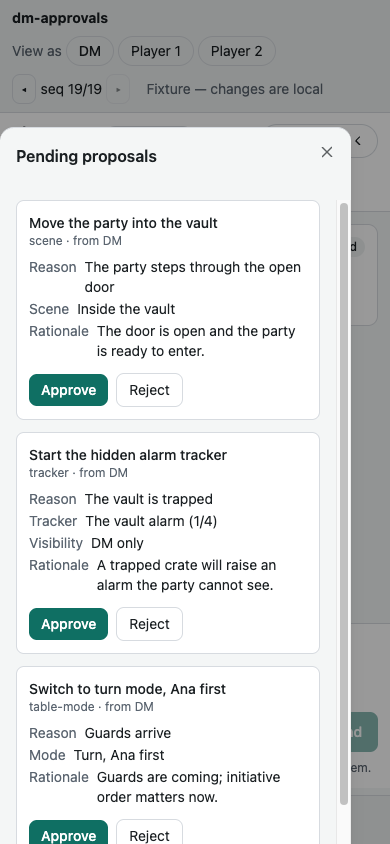 dm-approvals
View as DM Player 1 Player 2
seq 19/19 Fixture — changes are local
Pending proposals
Move the party into the vault
scene · from DM
Reason The party steps through the open
door
Scene Inside the vault
Rationale The door is open and the party
is ready to enter.
Approve Reject
Start the hidden alarm tracker
tracker · from DM
Reason The vault is trapped
Tracker The vault alarm (1/4)
Visibility DM only
Rationale A trapped crate will raise an
alarm the party cannot see.
Approve Reject
Switch to turn mode, Ana first
table-mode · from DM
Reason Guards arrive
Mode Turn, Ana first
Rationale Guards are coming; initiative
order matters now.
Approve Reject